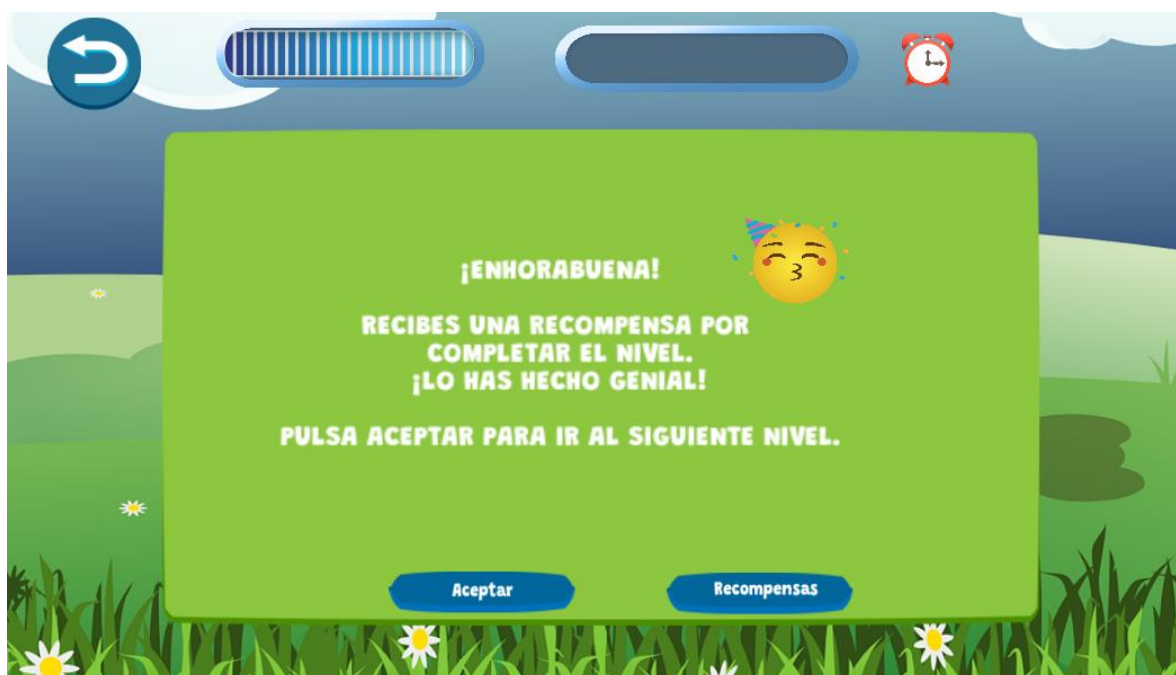 ¡ENHORABUENA!
RECIBES UNA RECOMPENSA POR
COMPLETAR EL NIVEL.
¡LO HAS HECHO GENIAL!
PULSA ACEPTAR PARA IR AL SIGUIENTE NIVEL.
Aceptar
Recompensas